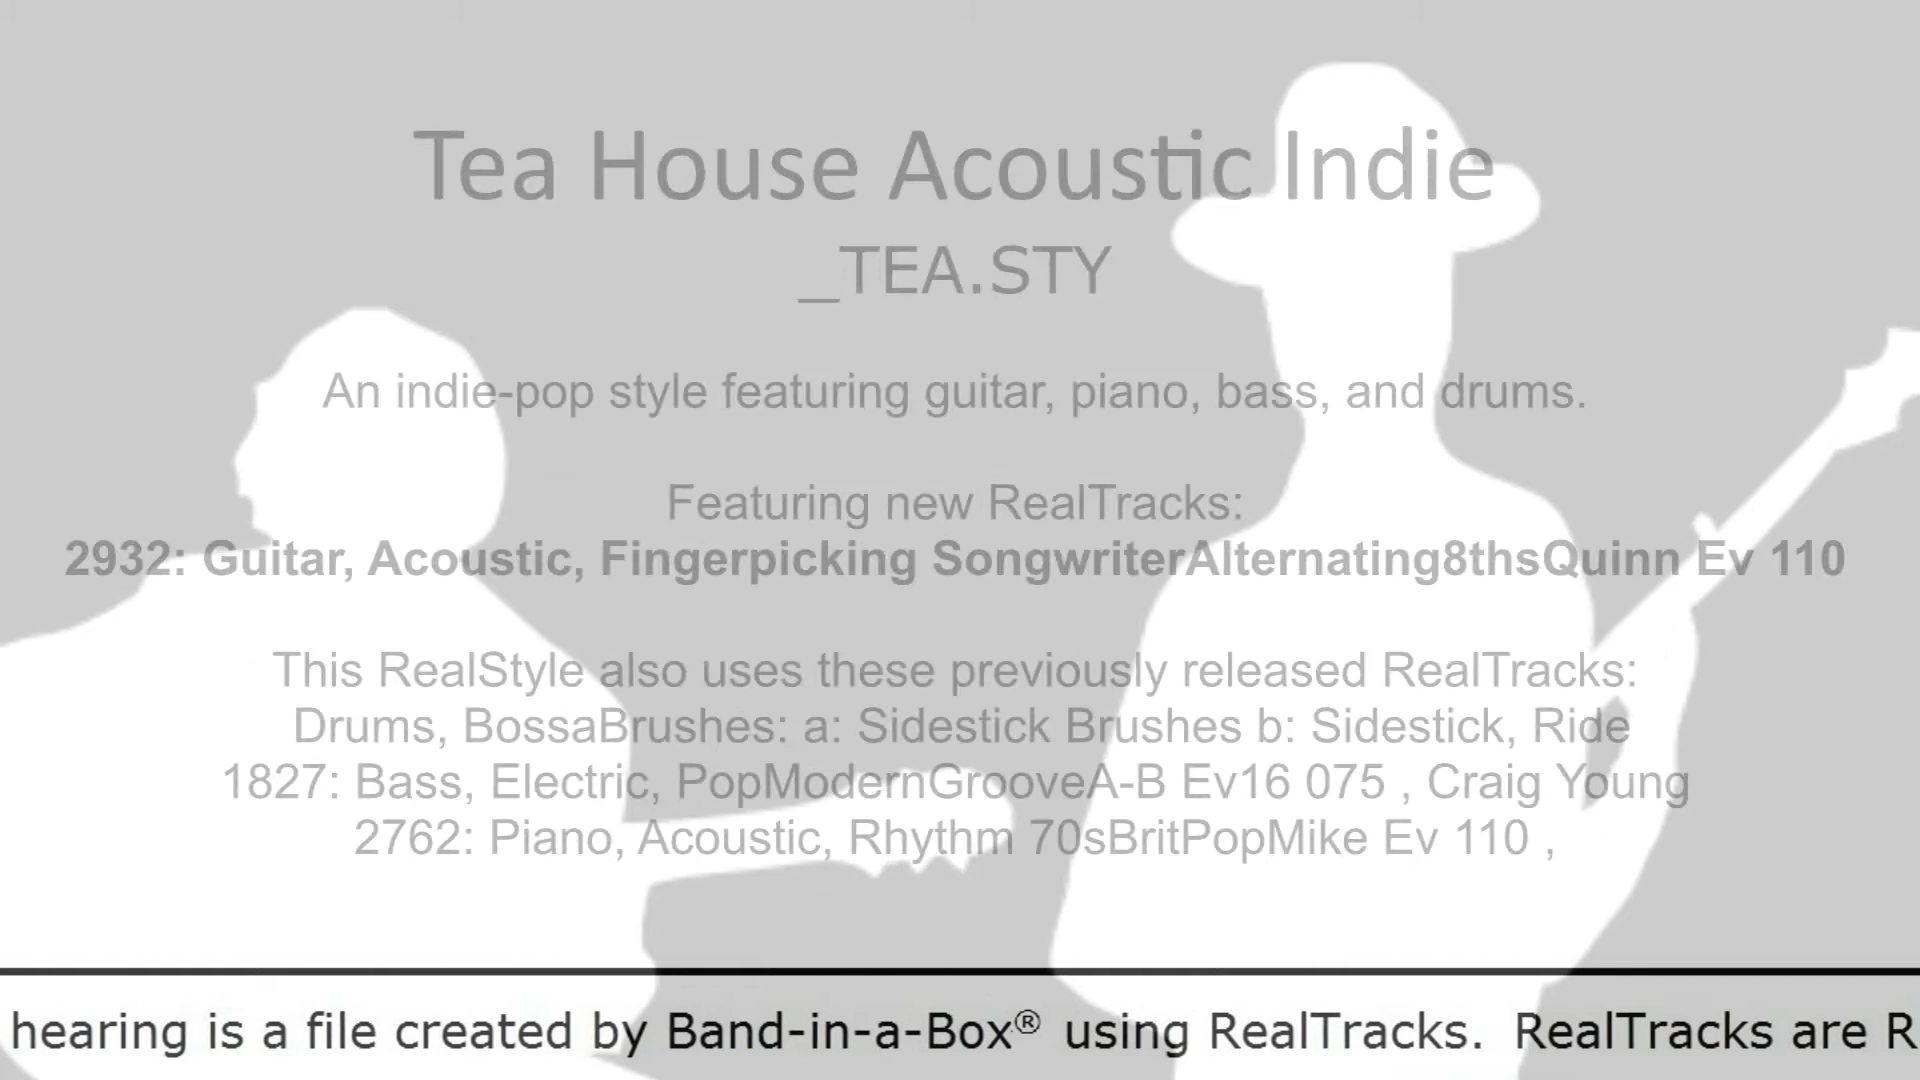 Tea House Acoustic Indie
_TEA.STY
An indie-pop style featuring guitar, piano, bass, and drums.
Featuring new RealTracks:
2932: Guitar, Acoustic, Fingerpicking SongwriterAlternating8thsQuinn Ev 110
This RealStyle also uses these previously released RealTracks:
Drums, BossaBrushes: a: Sidestick Brushes b: Sidestick, Ride
1827: Bass, Electric, PopModernGrooveA-B Ev16 075 , Craig Young
2762: Piano, Acoustic, Rhythm 70sBritPopMike Ev 110 ,
hearing is a file created by Band-in-a-Box® using RealTracks. RealTracks are R